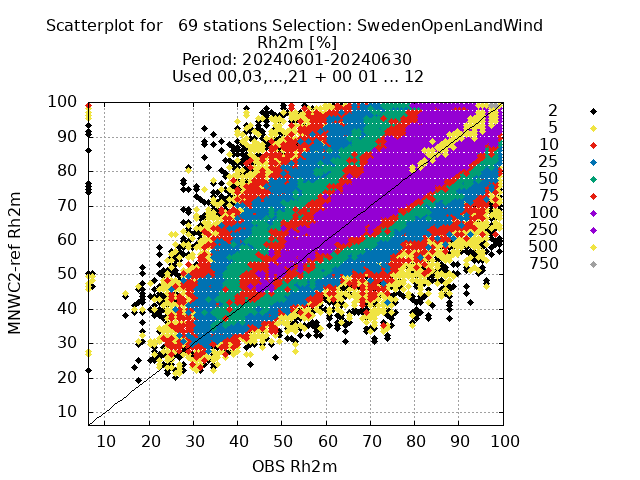 Scatterplot for   69 stations Selection: SwedenOpenLandWind
Rh2m [%]
Period: 20240601-20240630
Used 00,03,...,21 + 00 01 ... 12
100
90
80
70
60
50
40
30
20
10
MNWC2-ref Rh2m
10 20 30 40 50 60 70 80 90 100
OBS Rh2m
2
5
10
25
50
75
100
250
500
750